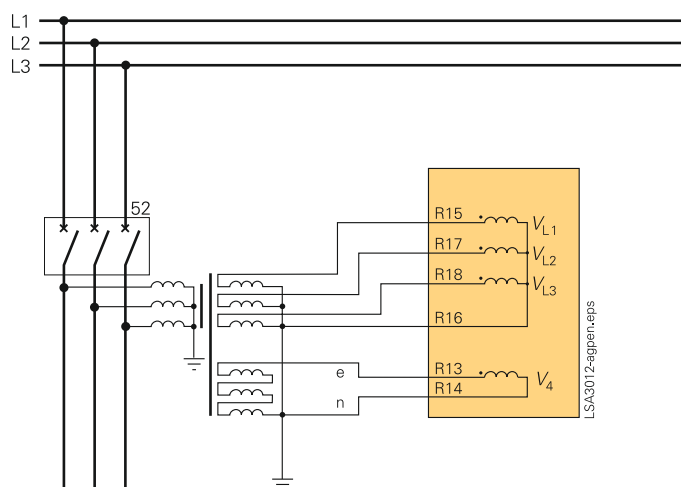 L1
L2
L3
52
R15
VL1
R17
VL2
R18
VL3
R16
e
R13
V4
R14
n
LSA3012-agpen.eps